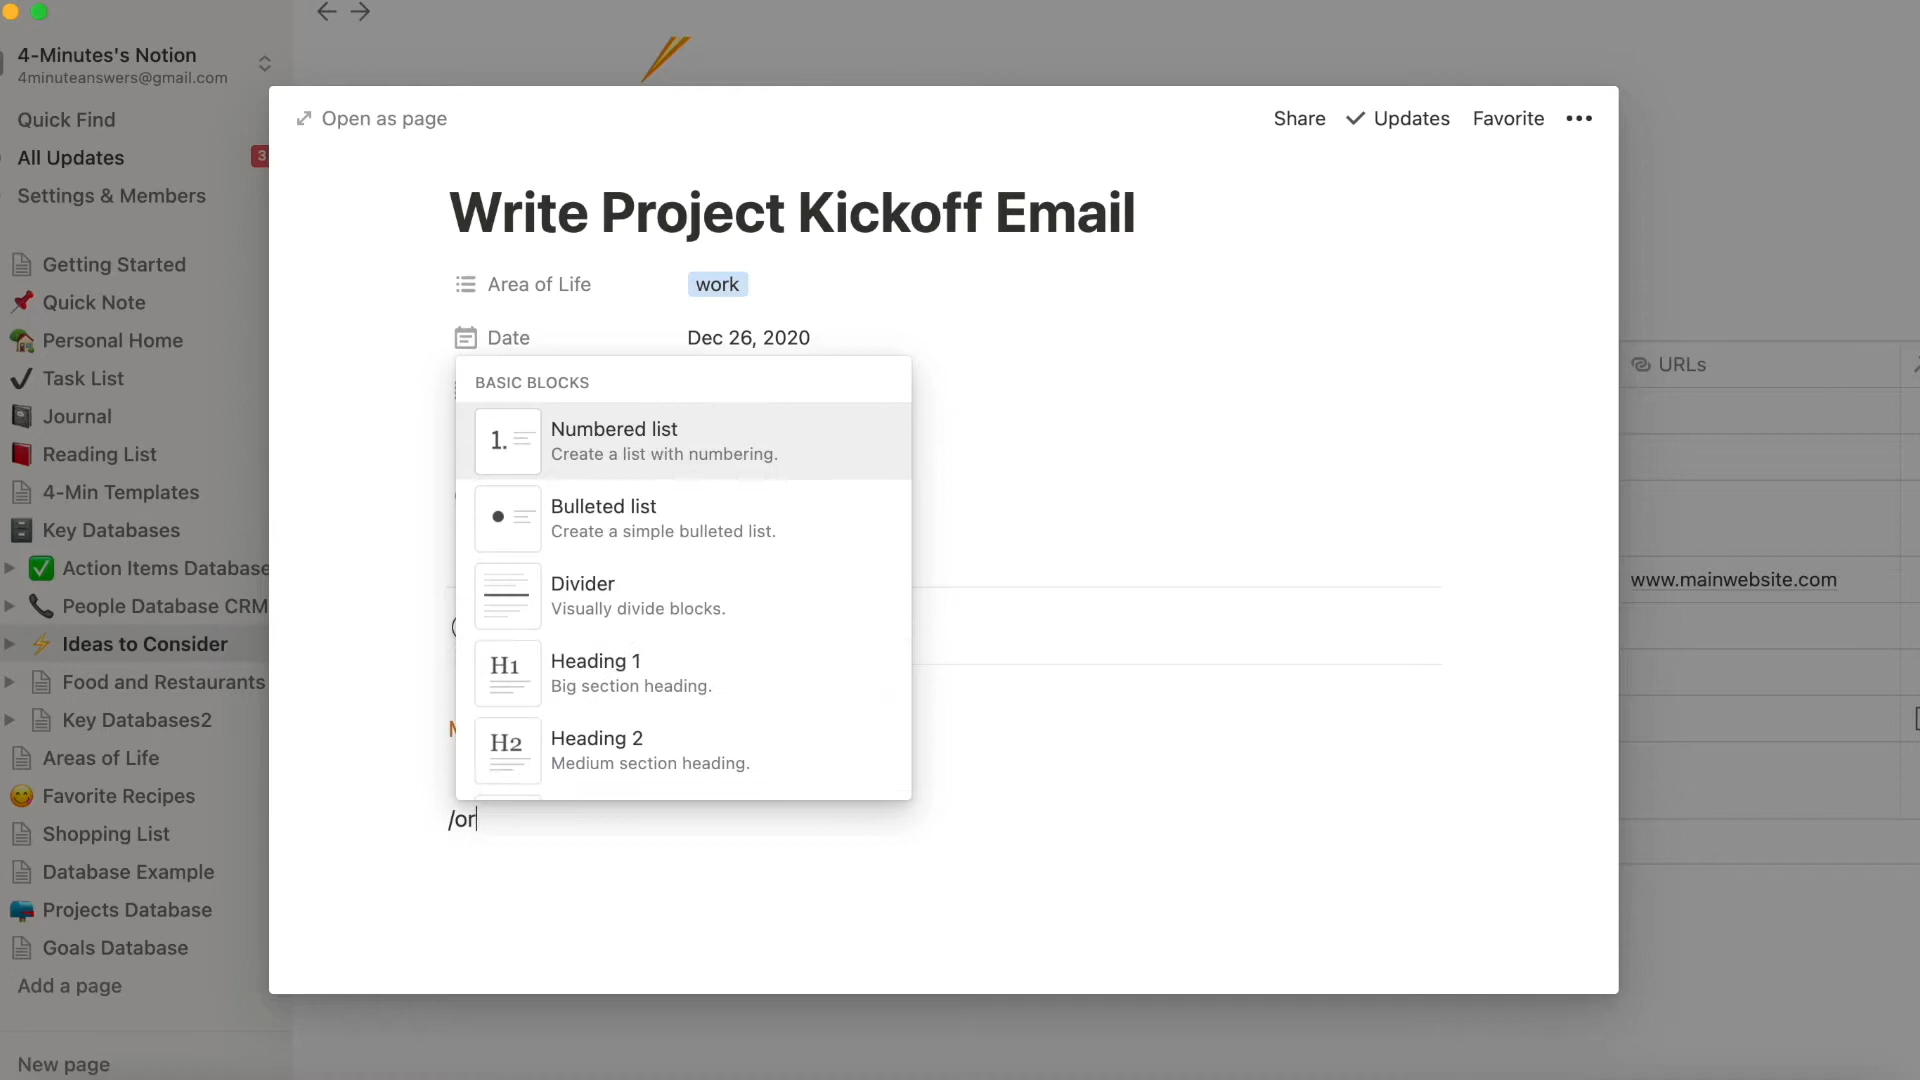 4-Minutes's Notion
4minuteanswers@gmail.com
Quick Find
All Updates
3
Settings & Members
Getting Started
Quick Note
Personal Home
Task List
Journal
Reading List
4-Min Templates
Key Databases
Action Items Database
People Database CRM
Ideas to Consider
Food and Restaurants
Key Databases2
Areas of Life
Favorite Recipes
Shopping List
Database Example
Projects Database
Goals Database
Add a page
New page
Open as page
Share
Updates
Favorite
Write Project Kickoff Email
Area of Life
work
Date
Dec 26, 2020
BASIC BLOCKS
1.
Numbered list
Create a list with numbering.
Bulleted list
Create a simple bulleted list.
Divider
Visually divide blocks.
H1
Heading 1
Big section heading.
H2
Heading 2
Medium section heading.
/or
URLs
www.mainwebsite.com